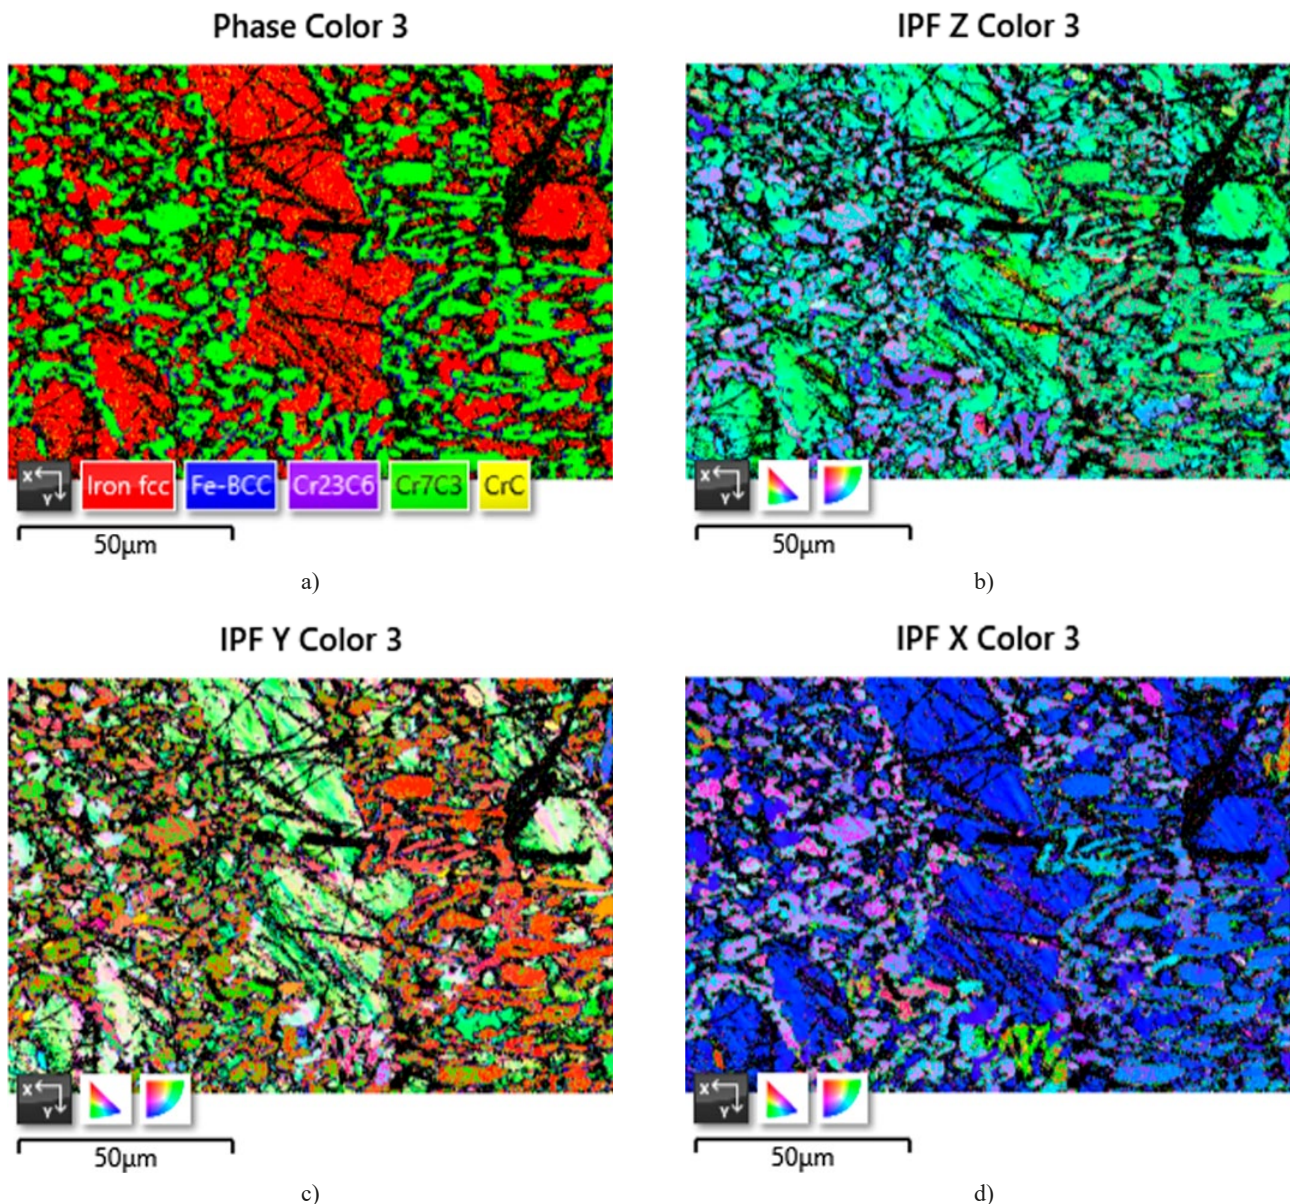 Phase Color 3
IPF Z Color 3
X Y Iron fcc Fe-BCC Cr23C6 Cr7C3 CrC
X Y
50µm
50µm
a)
b)
IPF Y Color 3
IPF X Color 3
X Y
X Y
50µm
50µm
c)
d)